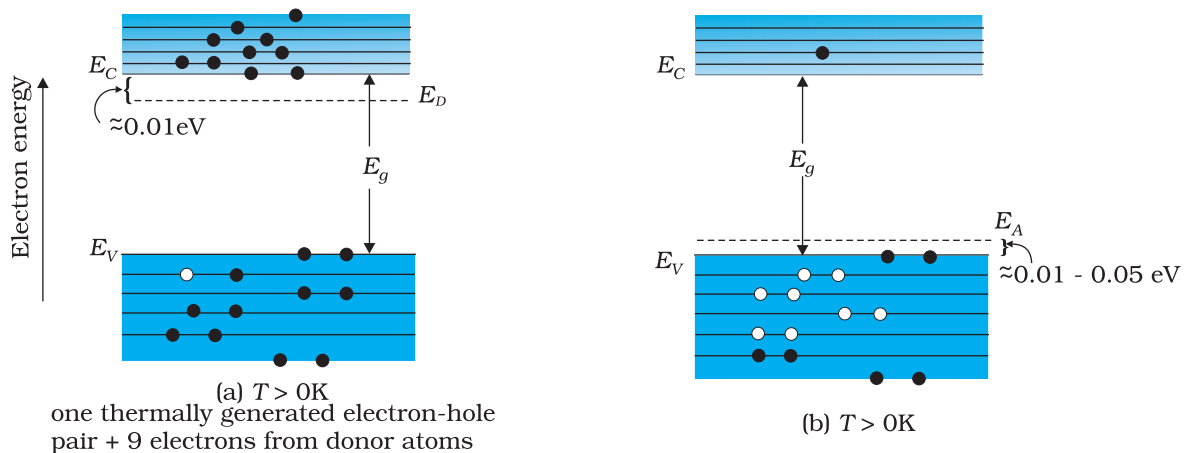 Electron energy
E_C
≈0.01eV
E_D
E_g
E_V
(a) T > 0K
one thermally generated electron-hole
pair + 9 electrons from donor atoms
E_C
E_g
E_A
E_V
≈0.01 - 0.05 eV
(b) T > 0K